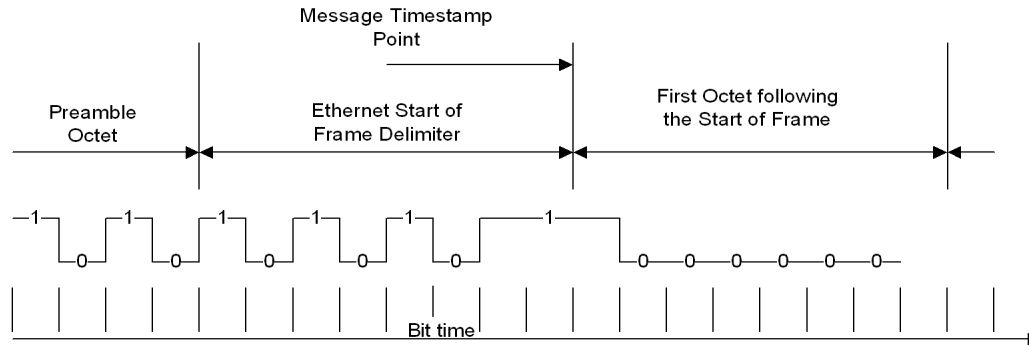 Message Timestamp
Point
Preamble
Octet
Ethernet Start of
Frame Delimiter
First Octet following
the Start of Frame
1 0 1 0 1 0 1 0 1 0 1 0 0 0 0 0 0
Bit time